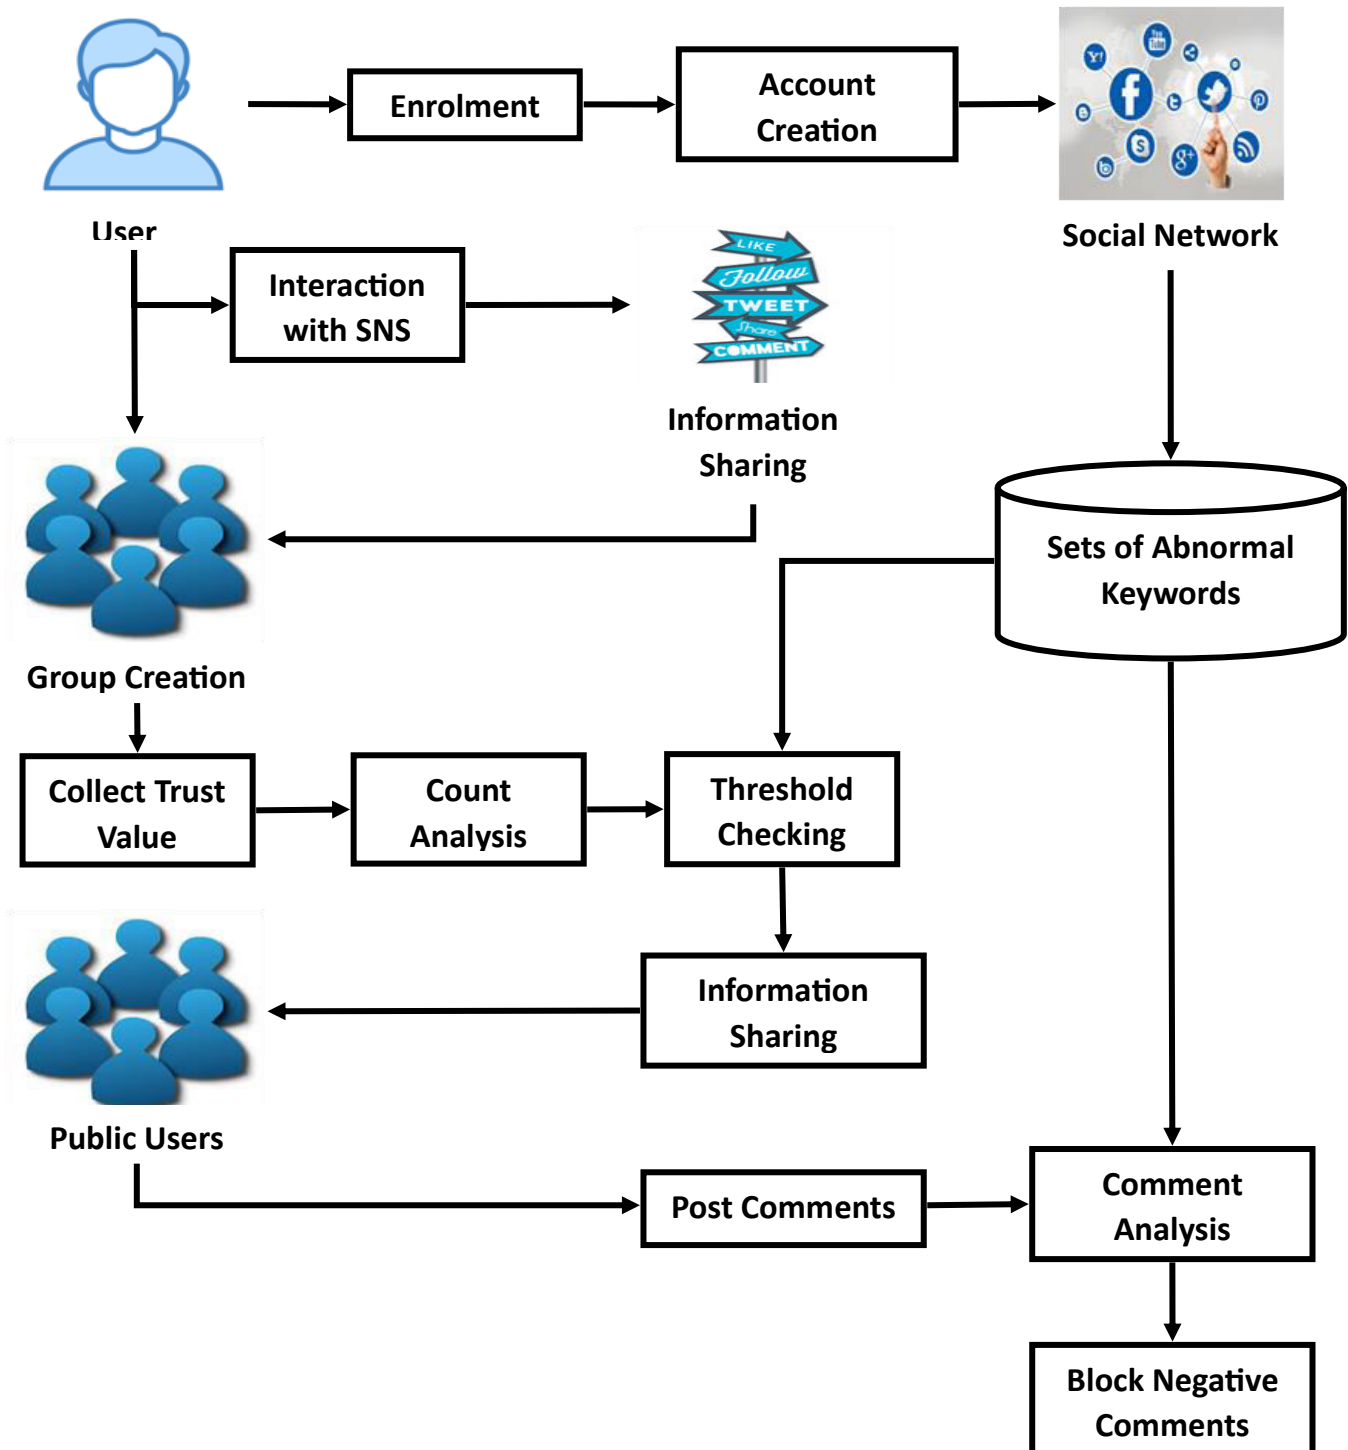 Enrolment
Account
Creation
Y!
You
Tube
f
t
S
g+
User
Social Network
Interaction
with SNS
LIKE
Follow
TWEET
Share
COMMENT
Information
Sharing
Sets of Abnormal
Keywords
Group Creation
Collect Trust
Value
Count
Analysis
Threshold
Checking
Information
Sharing
Public Users
Post Comments
Comment
Analysis
Block Negative
Comments